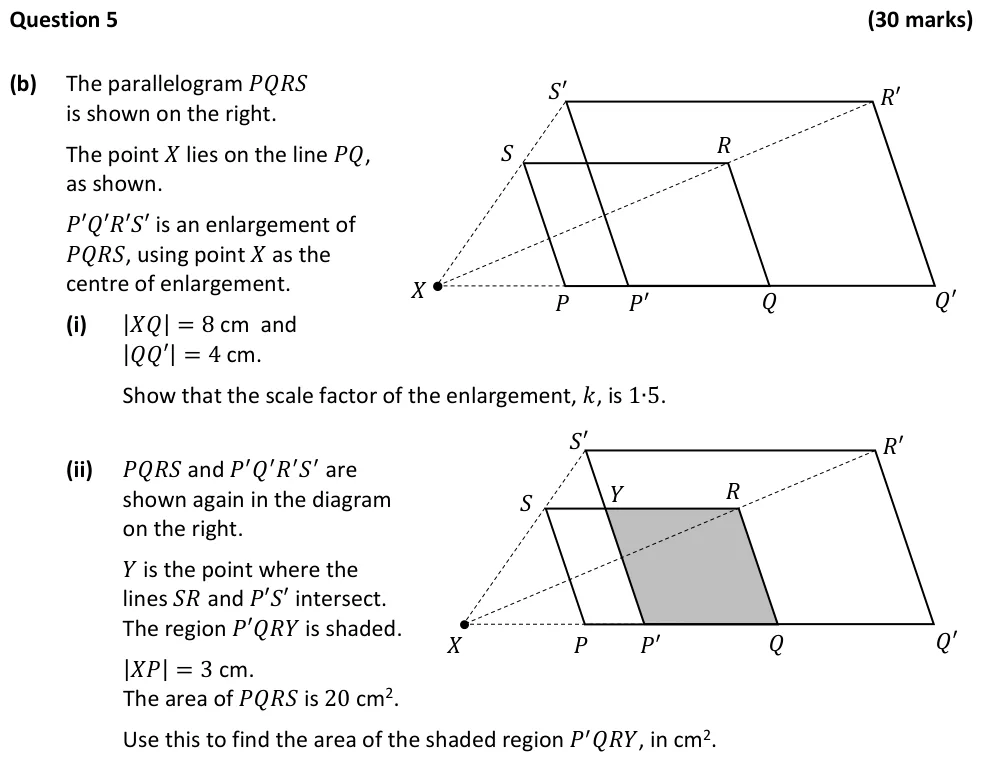 Question 5 (30 marks)
(b) The parallelogram PQRS
is shown on the right.
The point X lies on the line PQ,
as shown.
P′Q′R′S′ is an enlargement of
PQRS, using point X as the
centre of enlargement.
S′ R′
S R
X P P′ Q Q′
(i) |XQ| = 8 cm and
|QQ′| = 4 cm.
Show that the scale factor of the enlargement, k, is 1·5.
(ii) PQRS and P′Q′R′S′ are
shown again in the diagram
on the right.
Y is the point where the
lines SR and P′S′ intersect.
The region P′QRY is shaded.
|XP| = 3 cm.
The area of PQRS is 20 cm².
S′ R′
S Y R
X P P′ Q Q′
Use this to find the area of the shaded region P′QRY, in cm².